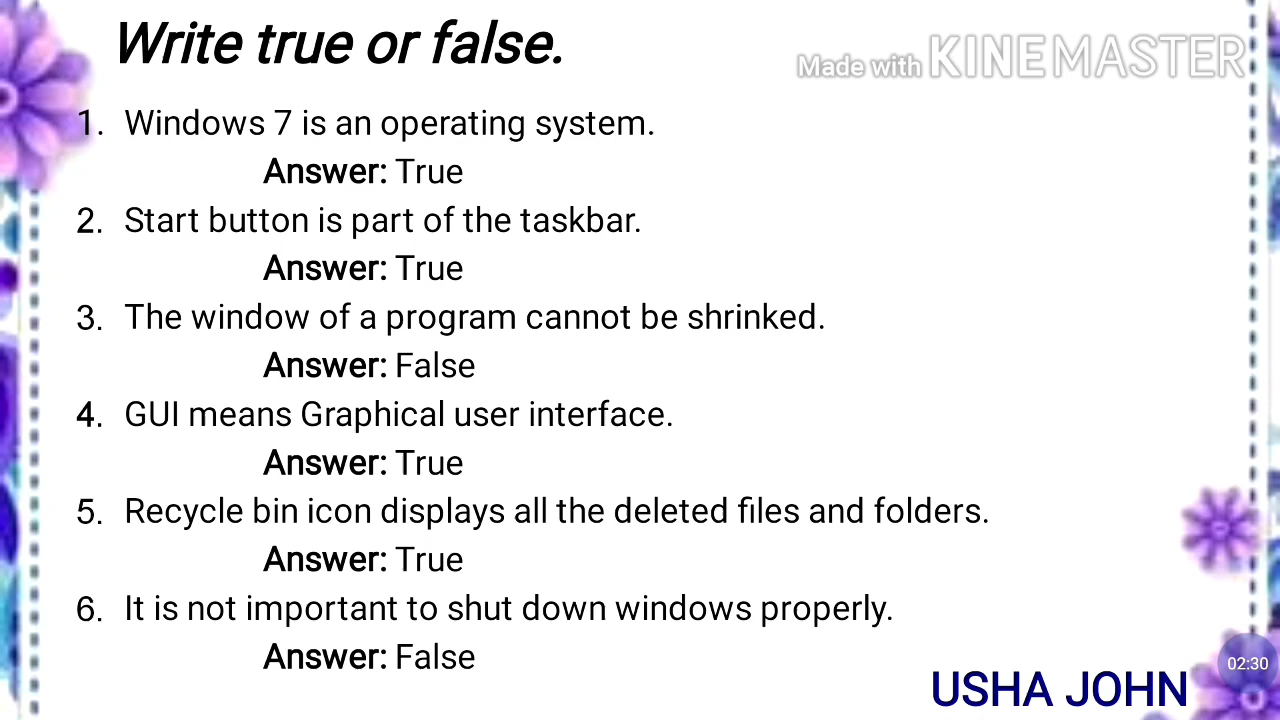 Write true or false.
Made with KINEMASTER
1. Windows 7 is an operating system.
Answer: True
2. Start button is part of the taskbar.
Answer: True
3. The window of a program cannot be shrinked.
Answer: False
4. GUI means Graphical user interface.
Answer: True
5. Recycle bin icon displays all the deleted files and folders.
Answer: True
6. It is not important to shut down windows properly.
Answer: False
02:30
USHA JOHN